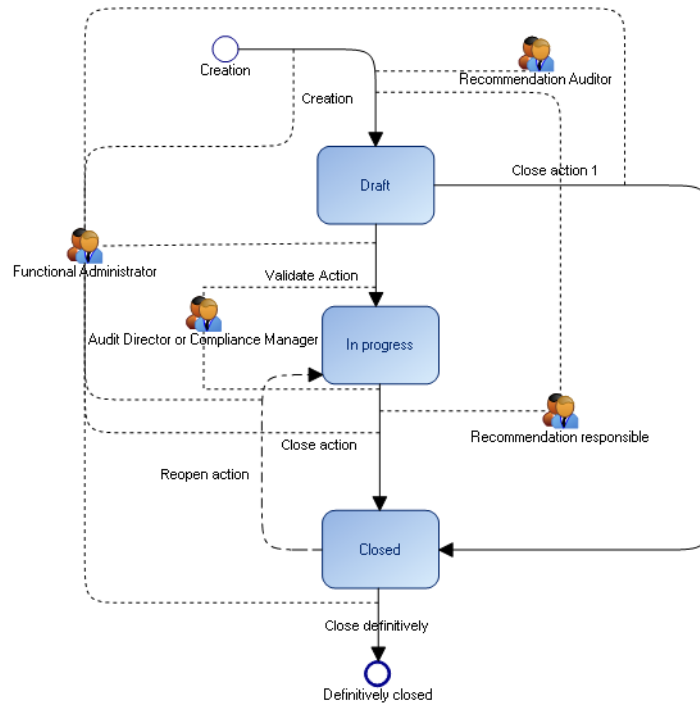 Creation
Recommendation Auditor
Creation
Close action 1
Draft
Functional Administrator
Validate Action
Audit Director or Compliance Manager
In progress
Recommendation responsible
Close action
Reopen action
Closed
Close definitively
Definitively closed